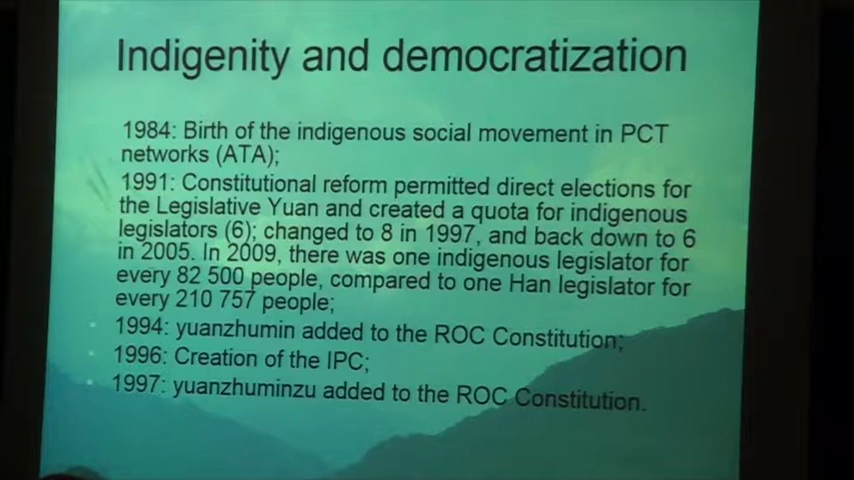 Indigenity and democratization
1984: Birth of the indigenous social movement in PCT
networks (ATA);
1991: Constitutional reform permitted direct elections for
the Legislative Yuan and created a quota for indigenous
legislators (6); changed to 8 in 1997, and back down to 6
in 2005. In 2009, there was one indigenous legislator for
every 82 500 people, compared to one Han legislator for
every 210 757 people;
1994: yuanzhumin added to the ROC Constitution;
1996: Creation of the IPC;
1997: yuanzhuminzu added to the ROC Constitution.